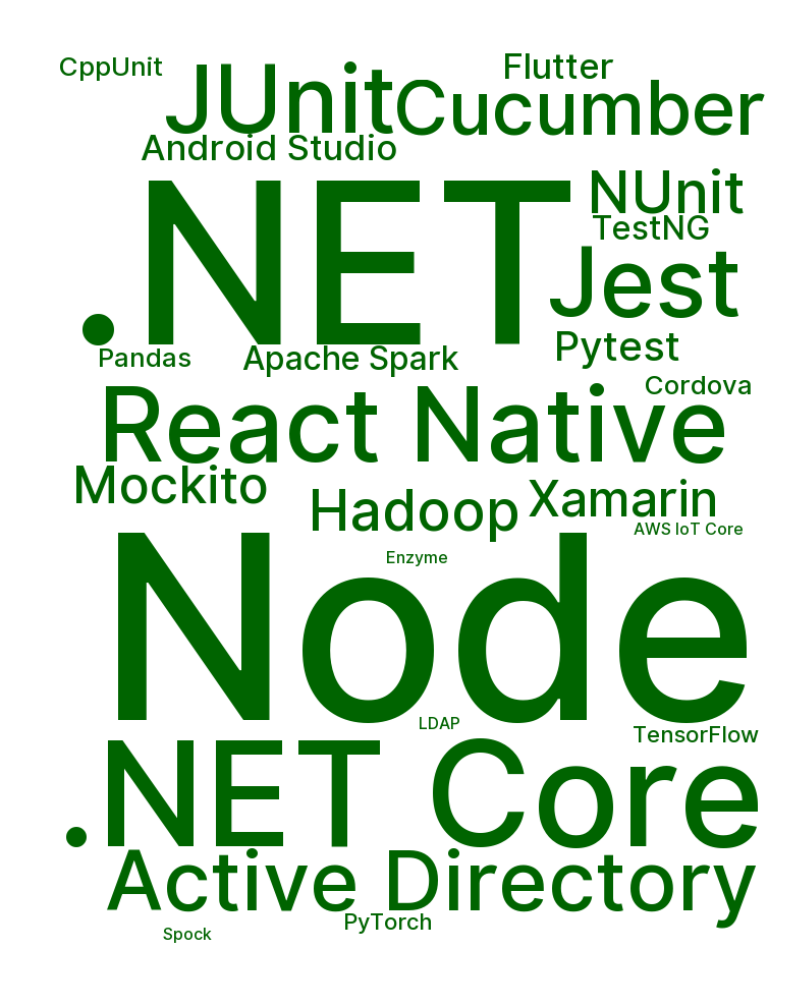 CppUnit
Flutter
JUnit
Cucumber
Android Studio
.NET
NUnit
TestNG
Jest
Pytest
Pandas
Apache Spark
Cordova
React Native
Mockito
Hadoop
Xamarin
AWS IoT Core
Enzyme
Node
LDAP
TensorFlow
.NET Core
Active Directory
PyTorch
Spock